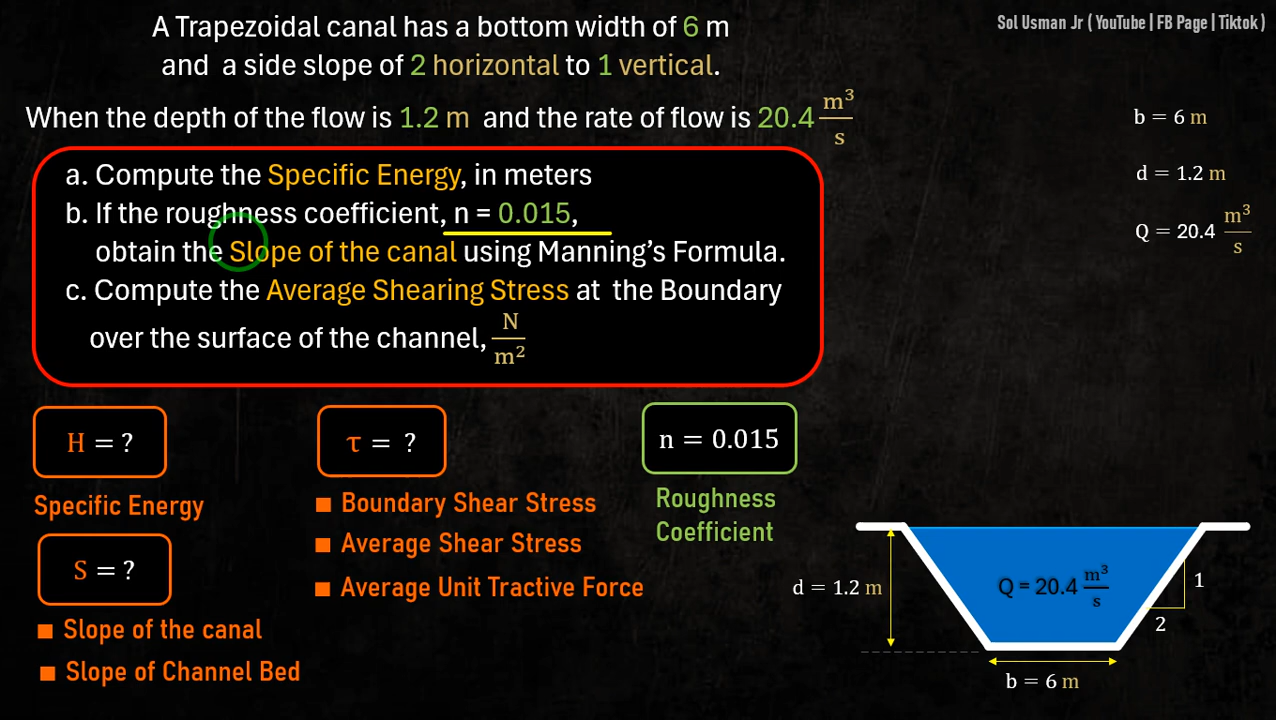 Sol Usman Jr ( YouTube | FB Page | Tiktok )
A Trapezoidal canal has a bottom width of 6 m
and a side slope of 2 horizontal to 1 vertical.
When the depth of the flow is 1.2 m and the rate of flow is 20.4 m³/s
a. Compute the Specific Energy, in meters
b. If the roughness coefficient, n = 0.015,
obtain the Slope of the canal using Manning’s Formula.
c. Compute the Average Shearing Stress at the Boundary
over the surface of the channel, N/m²
b = 6 m
d = 1.2 m
Q = 20.4 m³/s
H = ?
Specific Energy
S = ?
■ Slope of the canal
■ Slope of Channel Bed
τ = ?
■ Boundary Shear Stress
■ Average Shear Stress
■ Average Unit Tractive Force
n = 0.015
Roughness
Coefficient
d = 1.2 m
Q = 20.4 m³/s
1
2
b = 6 m